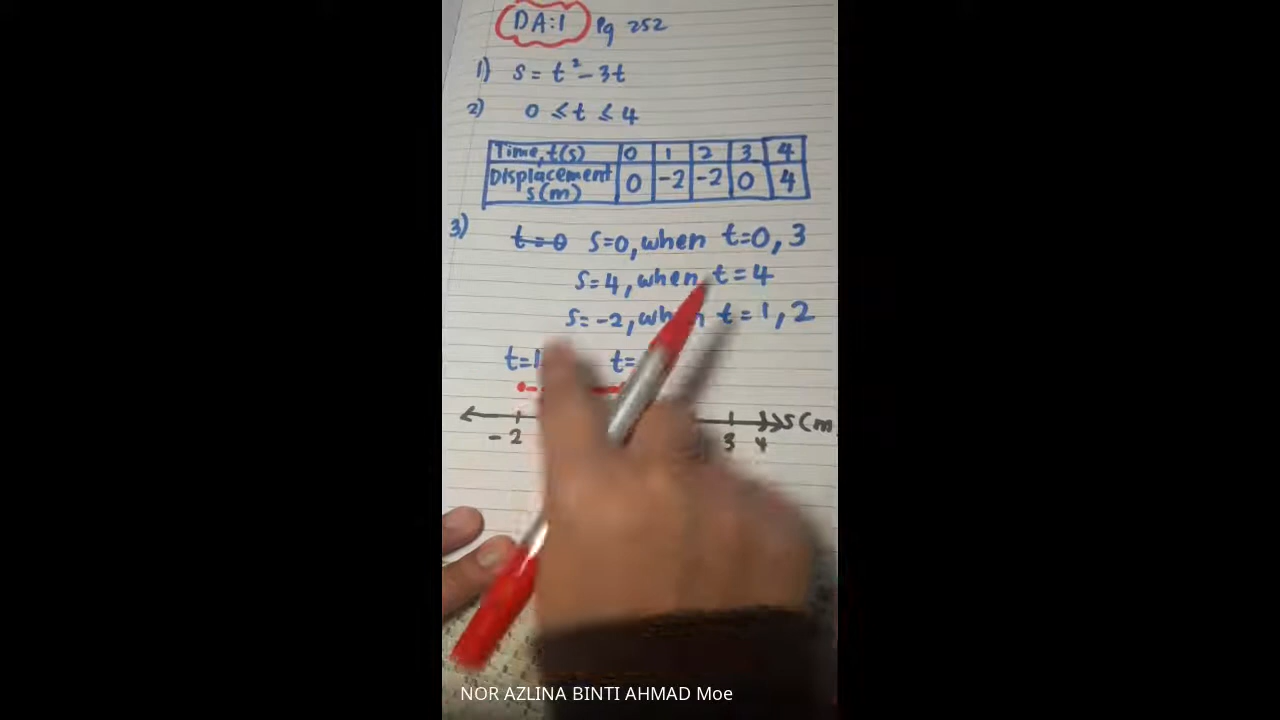 DA:1 Pg 252
1) s = t² - 3t
2) 0 ≤ t ≤ 4
Time, t(s) 0 1 2 3 4
Displacement s(m) 0 -2 -2 0 4
3) t=0 s=0, when t=0, 3
s=4, when t=4
s=-2, when t=1, 2
t=1 t=
-2 3 4 s(m
NOR AZLINA BINTI AHMAD Moe